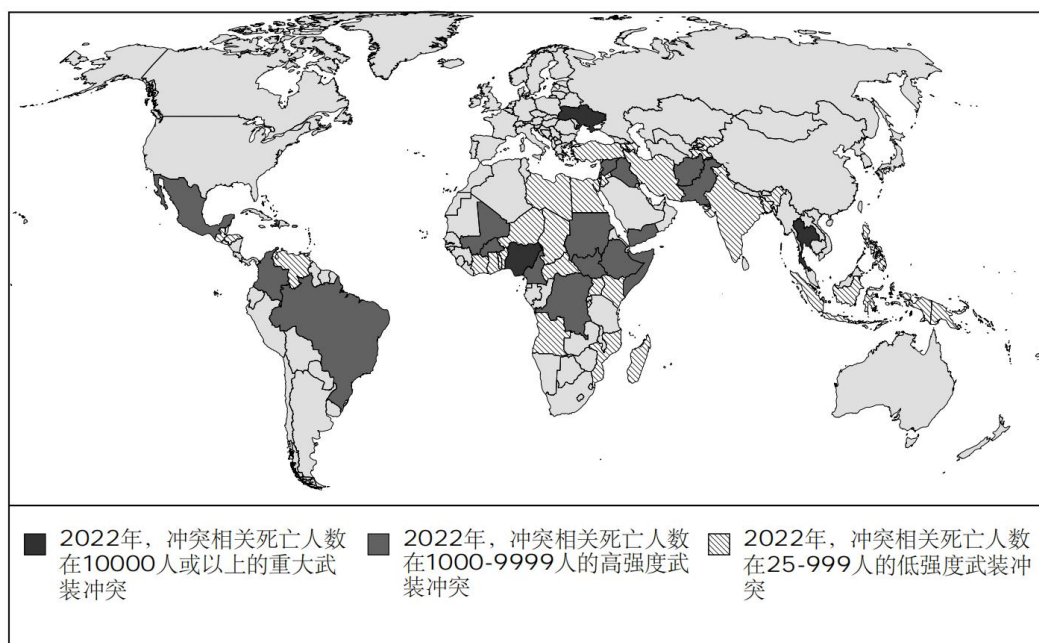 2022年，冲突相关死亡人数
在10000人或以上的重大武
装冲突
2022年，冲突相关死亡人数
在1000-9999人的高强度武
装冲突
2022年，冲突相关死亡人数
在25-999人的低强度武装冲
突